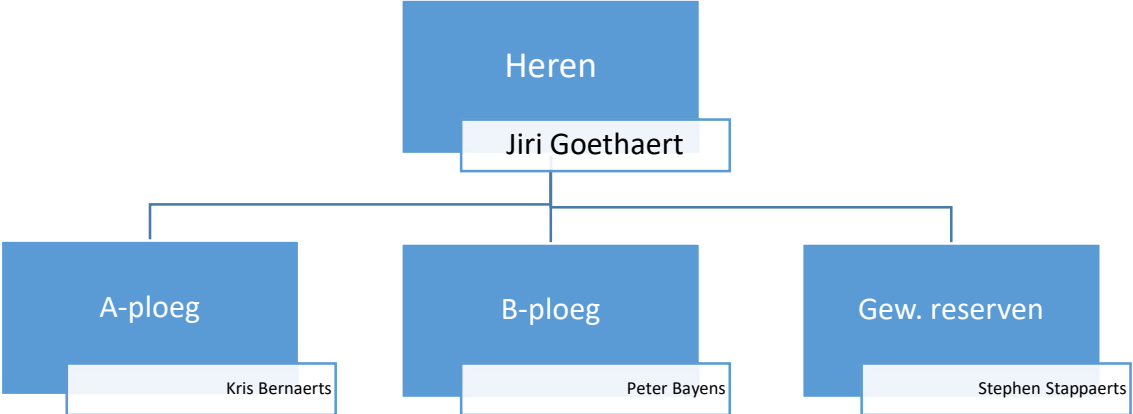 Heren
Jiri Goethaert
A-ploeg
Kris Bernaerts
B-ploeg
Peter Bayens
Gew. reserven
Stephen Stappaerts